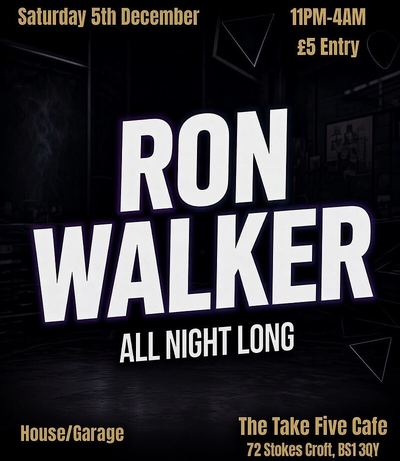 Saturday 5th December
11PM-4AM
£5 Entry
RON
WALKER
ALL NIGHT LONG
House/Garage
The Take Five Cafe
72 Stokes Croft, BS1 3QY